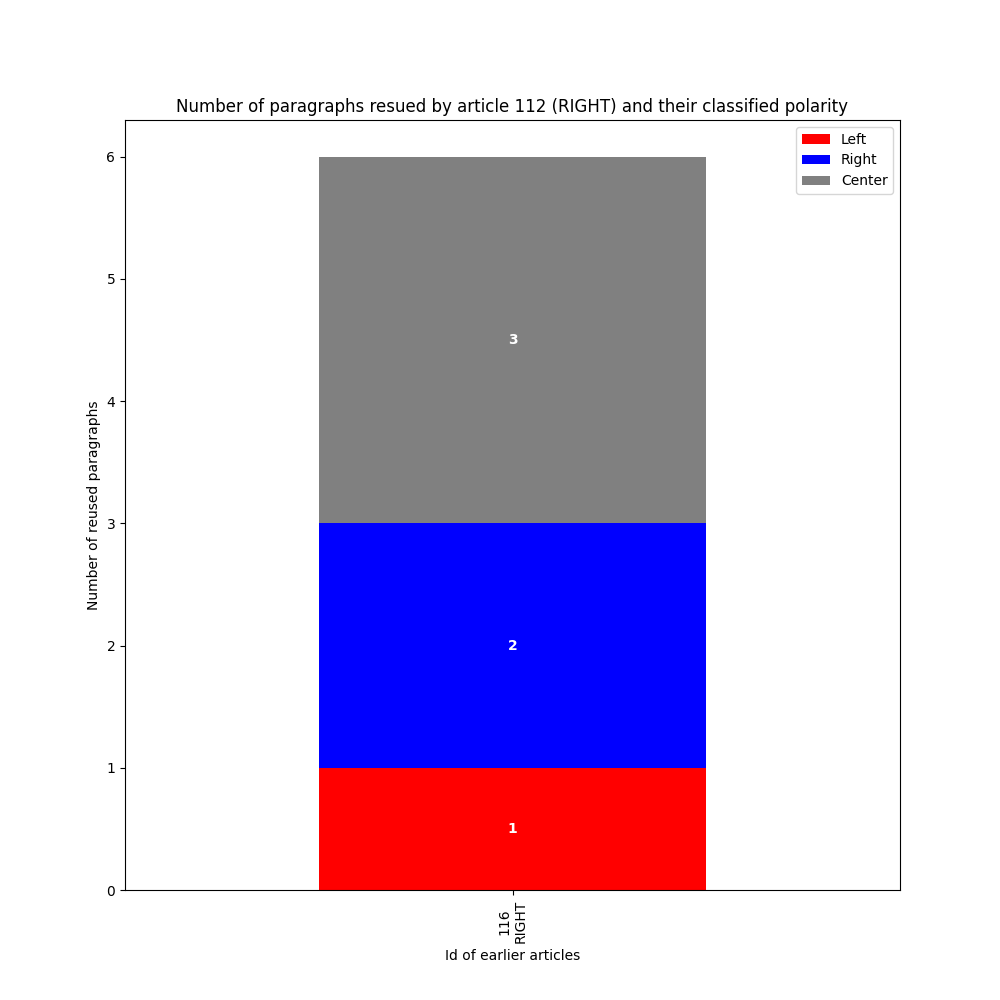 Number of paragraphs resued by article 112 (RIGHT) and their classified polarity
Left
Right
Center
6
5
4
3
2
1
0
Number of reused paragraphs
3
2
1
116
RIGHT
Id of earlier articles